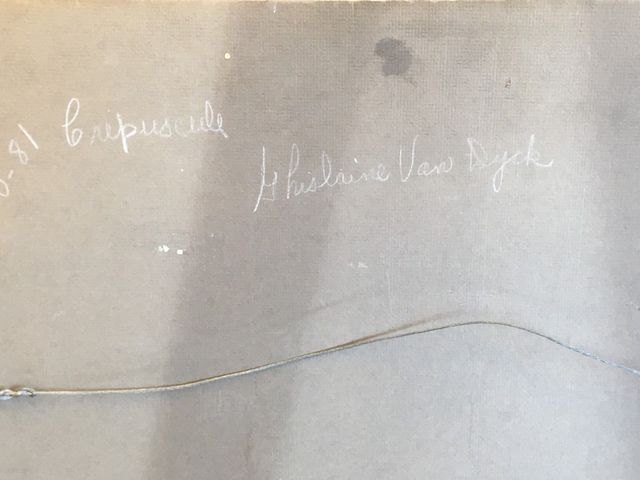 -81 Crépuscule
Ghislaine Van Dyck